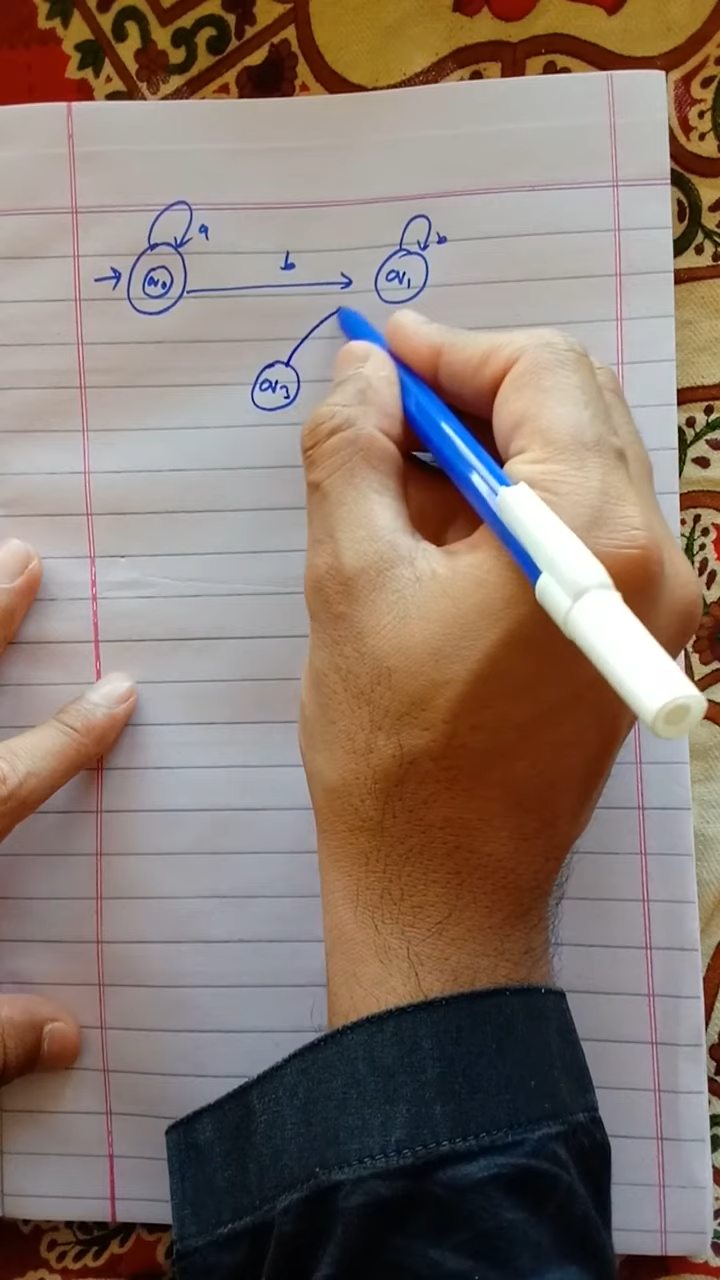 a b
b
→ q₀ q₁
q₃